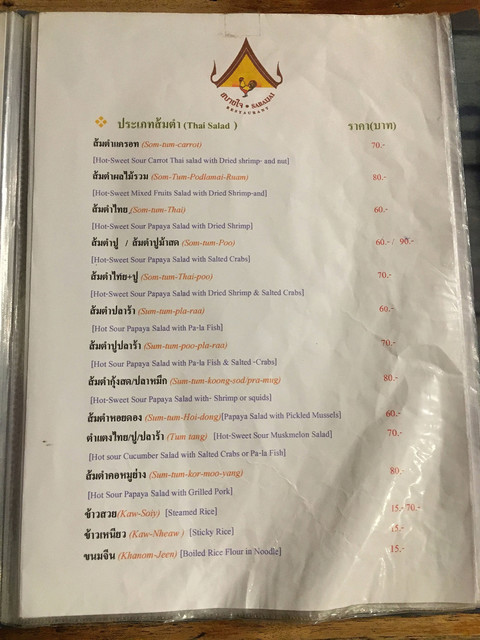 สบายใจ • SABAIJAI
RESTAURANT
❖ ประเภทส้มตำ (Thai Salad ) ราคา(บาท)
ส้มตำแครอท (Som-tum-carrot) 70.-
[Hot-Sweet Sour Carrot Thai salad with Dried shrimp- and nut]
ส้มตำผลไม้รวม (Som-Tum-Podlamai-Ruam) 80.-
[Hot-Sweet Mixed Fruits Salad with Dried Shrimp-and]
ส้มตำไทย (Som-tum-Thai) 60.-
[Hot-Sweet Sour Papaya Salad with Dried Shrimp]
ส้มตำปู / ส้มตำปูม้าสด (Som-tum-Poo) 60.- / 90.-
[Hot-Sweet Sour Papaya Salad with Salted Crabs]
ส้มตำไทย+ปู (Som-tum-Thai-poo) 70.-
[Hot-Sweet Sour Papaya Salad with Dried Shrimp & Salted Crabs]
ส้มตำปลาร้า (Sum-tum-pla-raa) 60.-
[Hot Sour Papaya Salad with Pa-la Fish]
ส้มตำปูปลาร้า (Sum-tum-poo-pla-raa) 70.-
[Hot Sour Papaya Salad with Pa-la Fish & Salted -Crabs]
ส้มตำกุ้งสด/ปลาหมึก (Sum-tum-koong-sod/pra-mug) 80.-
[Hot-Sweet Sour Papaya Salad with- Shrimp or squids]
ส้มตำหอยดอง (Sum-tum-Hoi-dong)[Papaya Salad with Pickled Mussels] 60.-
ตำแตงไทย/ปู/ปลาร้า (Tum tang) [Hot-Sweet Sour Muskmelon Salad] 70.-
[Hot sour Cucumber Salad with Salted Crabs or Pa-la Fish]
ส้มตำคอหมูย่าง (Sum-tum-kor-moo-yang) 80.-
[Hot Sour Papaya Salad with Grilled Pork]
ข้าวสวย(Kaw-Soiy) [Steamed Rice] 15.-/70.-
ข้าวเหนียว (Kaw-Nheaw ) [Sticky Rice] 15.-
ขนมจีน (Khanom-Jeen) [Boiled Rice Flour in Noodle] 15.-